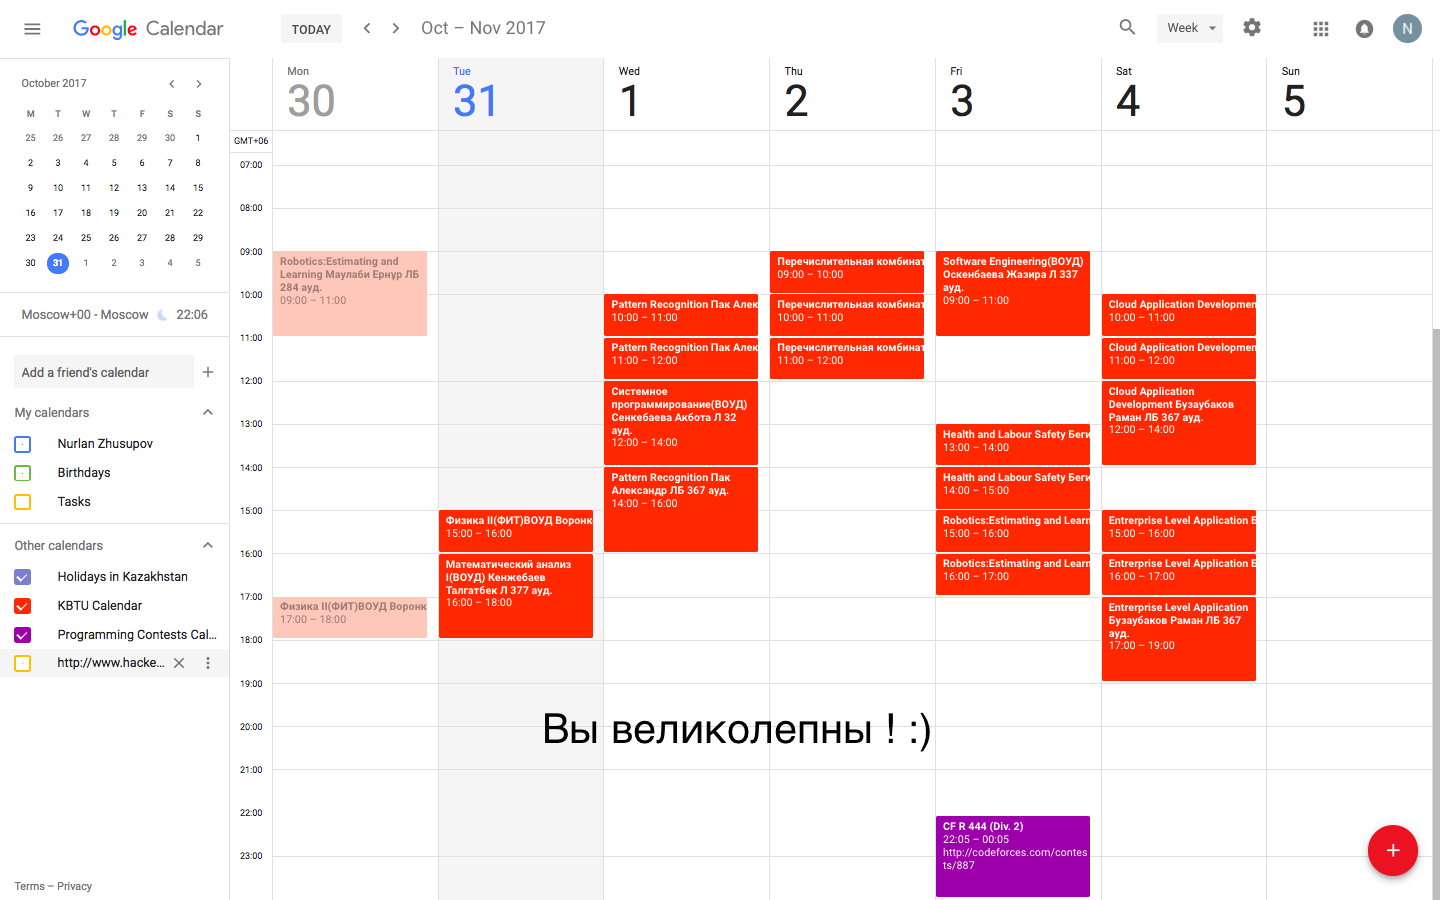 Google Calendar
TODAY
Oct – Nov 2017
Week
N
October 2017
M T W T F S S
25 26 27 28 29 30 1
2 3 4 5 6 7 8
9 10 11 12 13 14 15
16 17 18 19 20 21 22
23 24 25 26 27 28 29
30 31 1 2 3 4 5
Moscow+00 - Moscow 22:06
Add a friend's calendar
My calendars
Nurlan Zhusupov
Birthdays
Tasks
Other calendars
Holidays in Kazakhstan
KBTU Calendar
Programming Contests Cal...
http://www.hacke...
Terms – Privacy
Mon
30
Tue
31
Wed
1
Thu
2
Fri
3
Sat
4
Sun
5
GMT+06
07:00
08:00
09:00
10:00
11:00
12:00
13:00
14:00
15:00
16:00
17:00
18:00
19:00
20:00
21:00
22:00
23:00
Robotics:Estimating and
Learning Маулаби Ернұр ЛБ
284 ауд.
09:00 – 11:00
Физика II(ФИТ)ВОУД Воронк
17:00 – 18:00
Физика II(ФИТ)ВОУД Воронк
15:00 – 16:00
Математический анализ
I(ВОУД) Кенжебаев
Талгатбек Л 377 ауд.
16:00 – 18:00
Pattern Recognition Пак Алек
10:00 – 11:00
Pattern Recognition Пак Алек
11:00 – 12:00
Системное
программирование(ВОУД)
Сенкебаева Акбота Л 32
ауд.
12:00 – 14:00
Pattern Recognition Пак
Александр ЛБ 367 ауд.
14:00 – 16:00
Перечислительная комбинат
09:00 – 10:00
Перечислительная комбинат
10:00 – 11:00
Перечислительная комбинат
11:00 – 12:00
Software Engineering(ВОУД)
Оскенбаева Жазира Л 337
ауд.
09:00 – 11:00
Health and Labour Safety Беги
13:00 – 14:00
Health and Labour Safety Беги
14:00 – 15:00
Robotics:Estimating and Learn
15:00 – 16:00
Robotics:Estimating and Learn
16:00 – 17:00
CF R 444 (Div. 2)
22:05 – 00:05
http://codeforces.com/contes
ts/887
Cloud Application Developmen
10:00 – 11:00
Cloud Application Developmen
11:00 – 12:00
Cloud Application
Development Бузаубаков
Раман ЛБ 367 ауд.
12:00 – 14:00
Entrerprise Level Application Б
15:00 – 16:00
Entrerprise Level Application Б
16:00 – 17:00
Entrerprise Level Application
Бузаубаков Раман ЛБ 367
ауд.
17:00 – 19:00
Вы великолепны ! :)